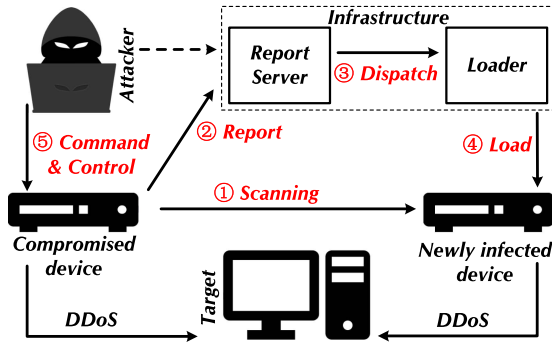 Infrastructure
Attacker
Report
Server
③ Dispatch
Loader
⑤ Command
& Control
② Report
④ Load
① Scanning
Compromised
device
Newly infected
device
Target
DDoS
DDoS